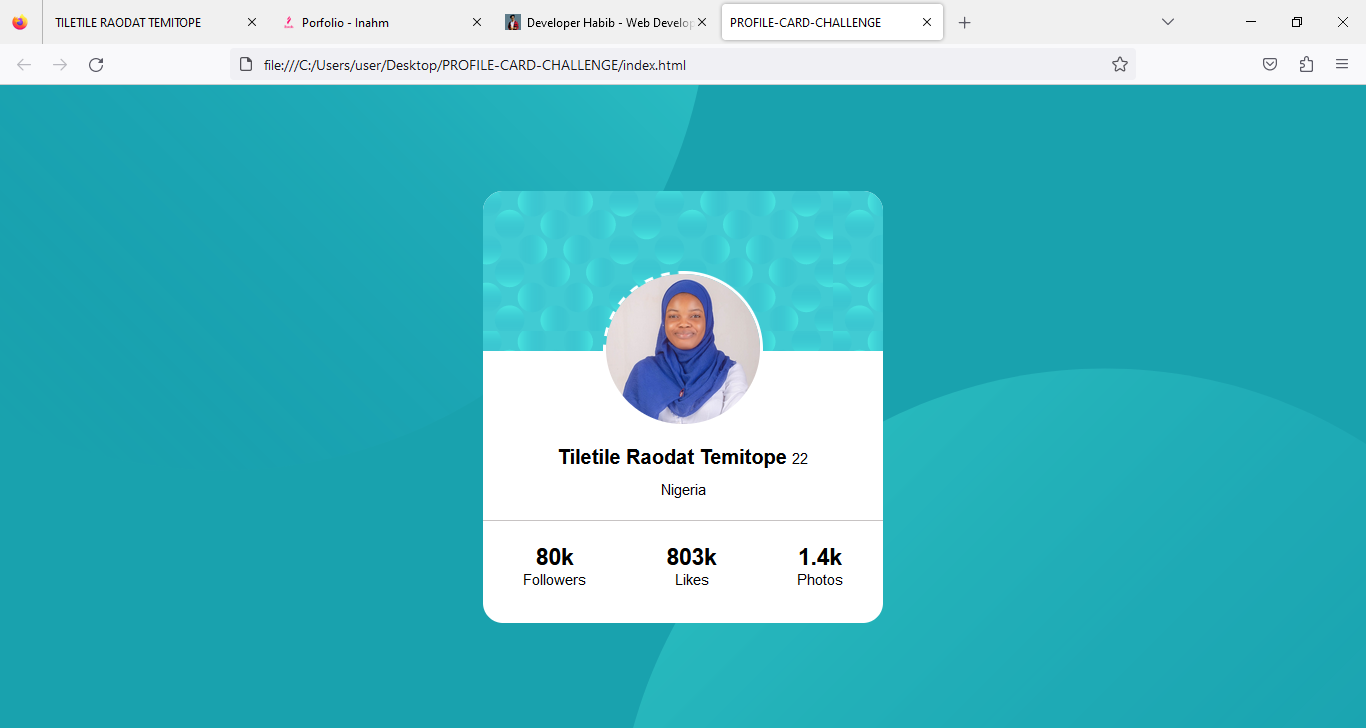 TILETILE RAODAT TEMITOPE
Porfolio - Inahm
Developer Habib - Web Develop
PROFILE-CARD-CHALLENGE
file:///C:/Users/user/Desktop/PROFILE-CARD-CHALLENGE/index.html
Tiletile Raodat Temitope 22
Nigeria
80k 803k 1.4k
Followers Likes Photos